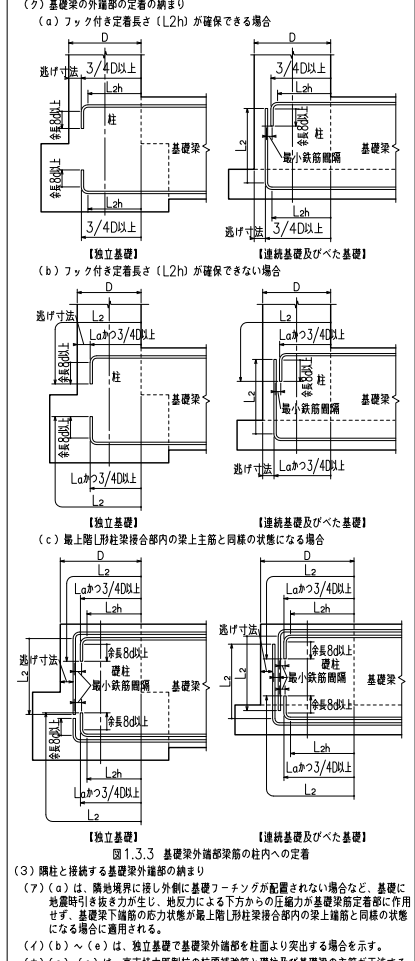 (ク) 基礎梁の外端部の定着の納まり
(a) フック付き定着長さ (L2h) が確保できる場合
D
逃げ寸法
3/4D以上
L2h
余長8d以上
柱
基礎梁
余長8d以上
L2h
3/4D以上
【独立基礎】
D
3/4D以上
L2h
余長8d以上
柱
L2
最小鉄筋間隔
基礎梁
L2h
逃げ寸法
3/4D以上
【連続基礎及びべた基礎】
(b) フック付き定着長さ (L2h) が確保できない場合
D
逃げ寸法
L2
Laかつ3/4D以上
余長8d以上
柱
基礎梁
余長8d以上
Laかつ3/4D以上
L2
【独立基礎】
D
L2
Laかつ3/4D以上
余長8d以上
柱
L2
最小鉄筋間隔
基礎梁
逃げ寸法
Laかつ3/4D以上
【連続基礎及びべた基礎】
(c) 最上階L形柱梁接合部内の梁上主筋と同様の状態になる場合
D
L2
Laかつ3/4D以上
L2h
余長8d以上
逃げ寸法
礎柱
L2
最小鉄筋間隔
基礎梁
余長8d以上
余長8d以上
L2h
Laかつ3/4D以上
L2
【独立基礎】
D
L2
Laかつ3/4D以上
L2h
逃げ寸法
余長8d以上
礎柱
L2
L2
最小鉄筋間隔
基礎梁
余長8d以上
L2h
Laかつ3/4D以上
L2
【連続基礎及びべた基礎】
図1.3.3 基礎梁外端部梁筋の柱内への定着
(3) 隅柱と接続する基礎梁外端部の納まり
(ア) (a) は、隣地境界に接し外側に基礎フーチングが配置されない場合など、基礎に
地震時引き抜き力が生じ、地反力による下方からの圧縮力が基礎梁筋定着部に作用
せず、基礎梁下端筋の応力状態が最上階L形柱梁接合部内の梁上端筋と同様の状態
になる場合に適用される。
(イ) (b) ～ (e) は、独立基礎で基礎梁外端部を柱面より突出する場合を示す。